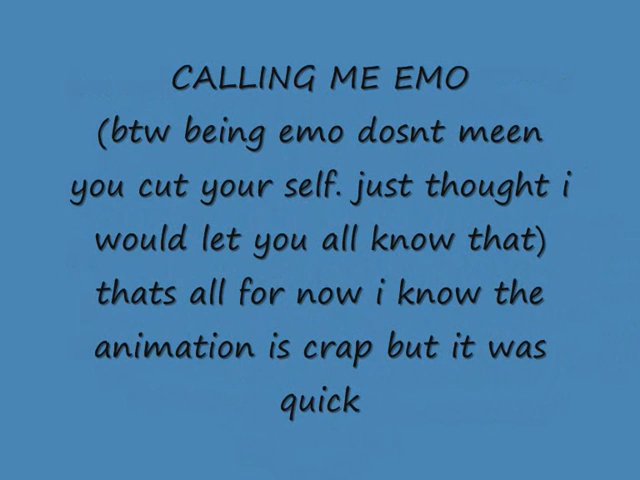 CALLING ME EMO
(btw being emo dosnt meen
you cut your self. just thought i
would let you all know that)
thats all for now i know the
animation is crap but it was
quick